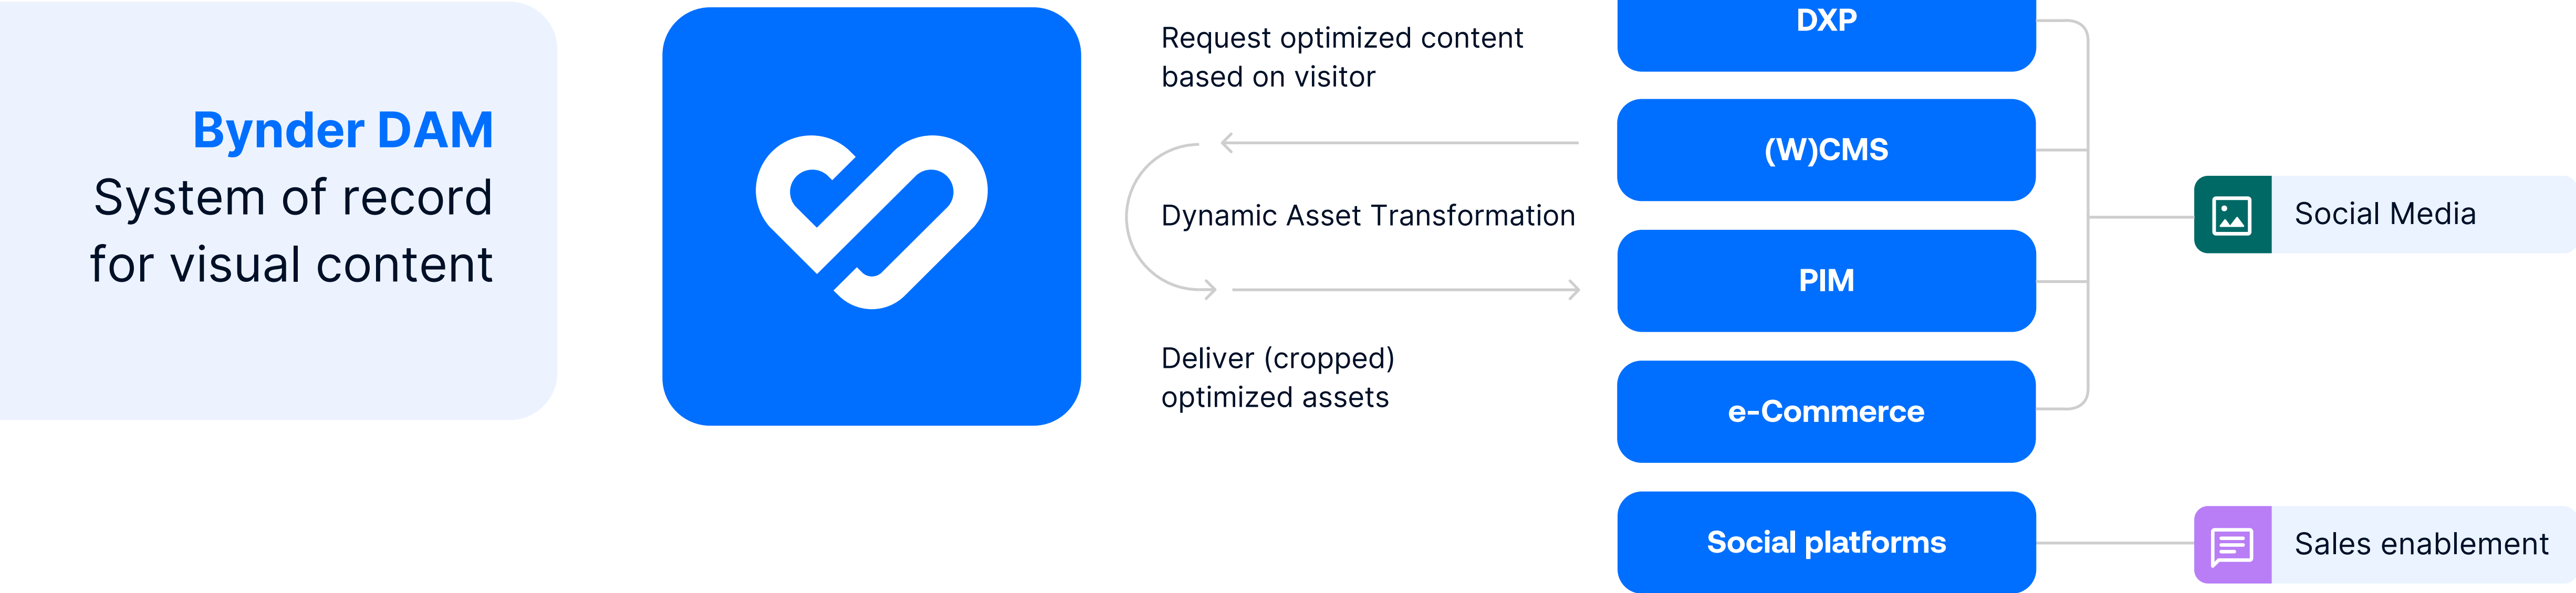 Bynder DAM
System of record
for visual content
Request optimized content
based on visitor
Dynamic Asset Transformation
Deliver (cropped)
optimized assets
DXP
(W)CMS
PIM
e-Commerce
Social platforms
Social Media
Sales enablement